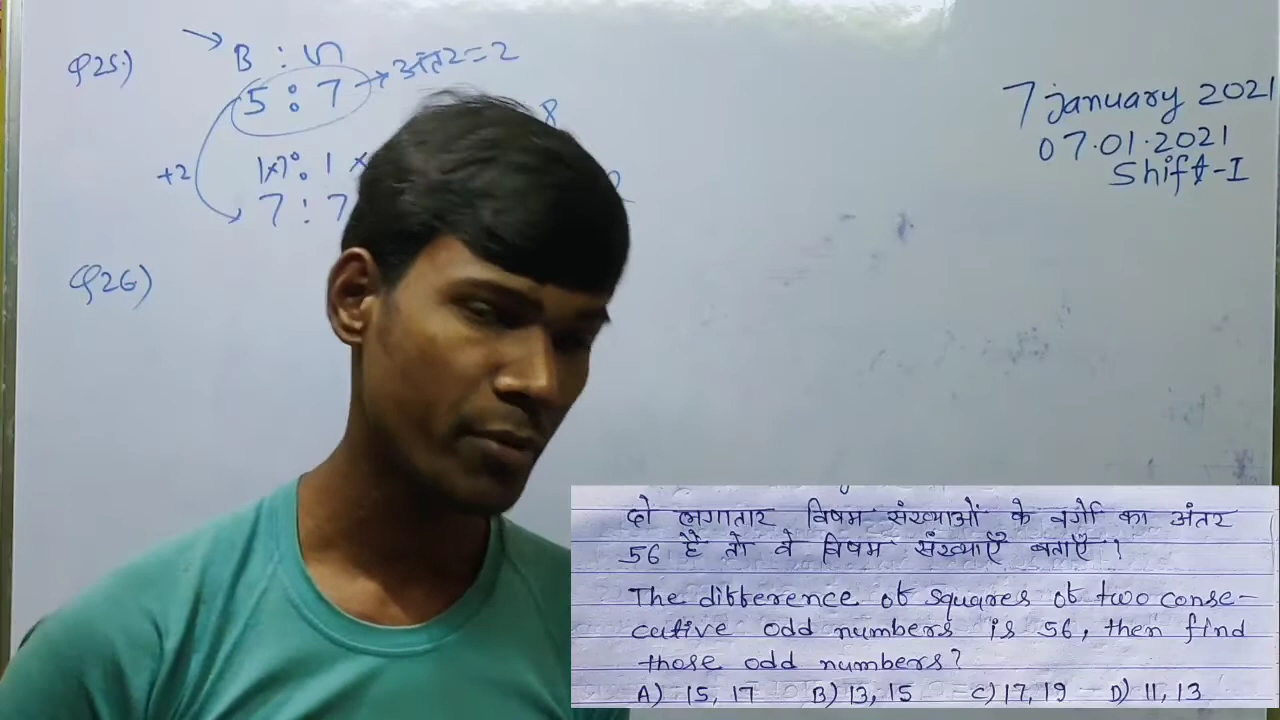 Q25)
B : S
5 : 7 → अंतर = 2
8
+2
1×7 : 1 ×
7 : 7
Q26)
7 january 2021
07.01.2021
Shift-I
दो लगातार विषम संख्याओं के वर्गो का अंतर
56 है तो वे विषम संख्याएँ बताएँ ?
The difference of squares of two conse-
cutive odd numbers is 56, then find
those odd numbers?
A) 15, 17 B) 13, 15 C) 17, 19 D) 11, 13